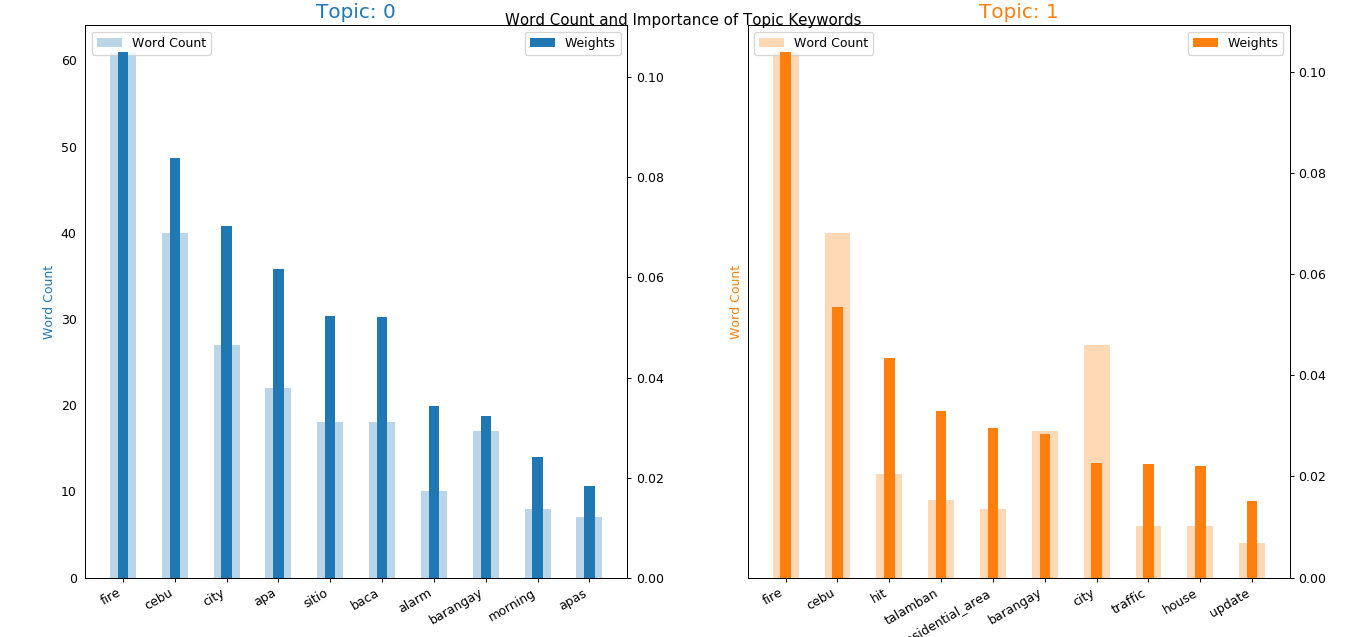 Word Count and Importance of Topic Keywords
Topic: 0
Word Count
Weights
60
50
40
30
20
10
0
Word Count
0.10
0.08
0.06
0.04
0.02
0.00
fire
cebu
city
apa
sitio
baca
alarm
barangay
morning
apas
Topic: 1
Word Count
Weights
Word Count
0.10
0.08
0.06
0.04
0.02
0.00
fire
cebu
hit
talamban
sidential_area
barangay
city
traffic
house
update